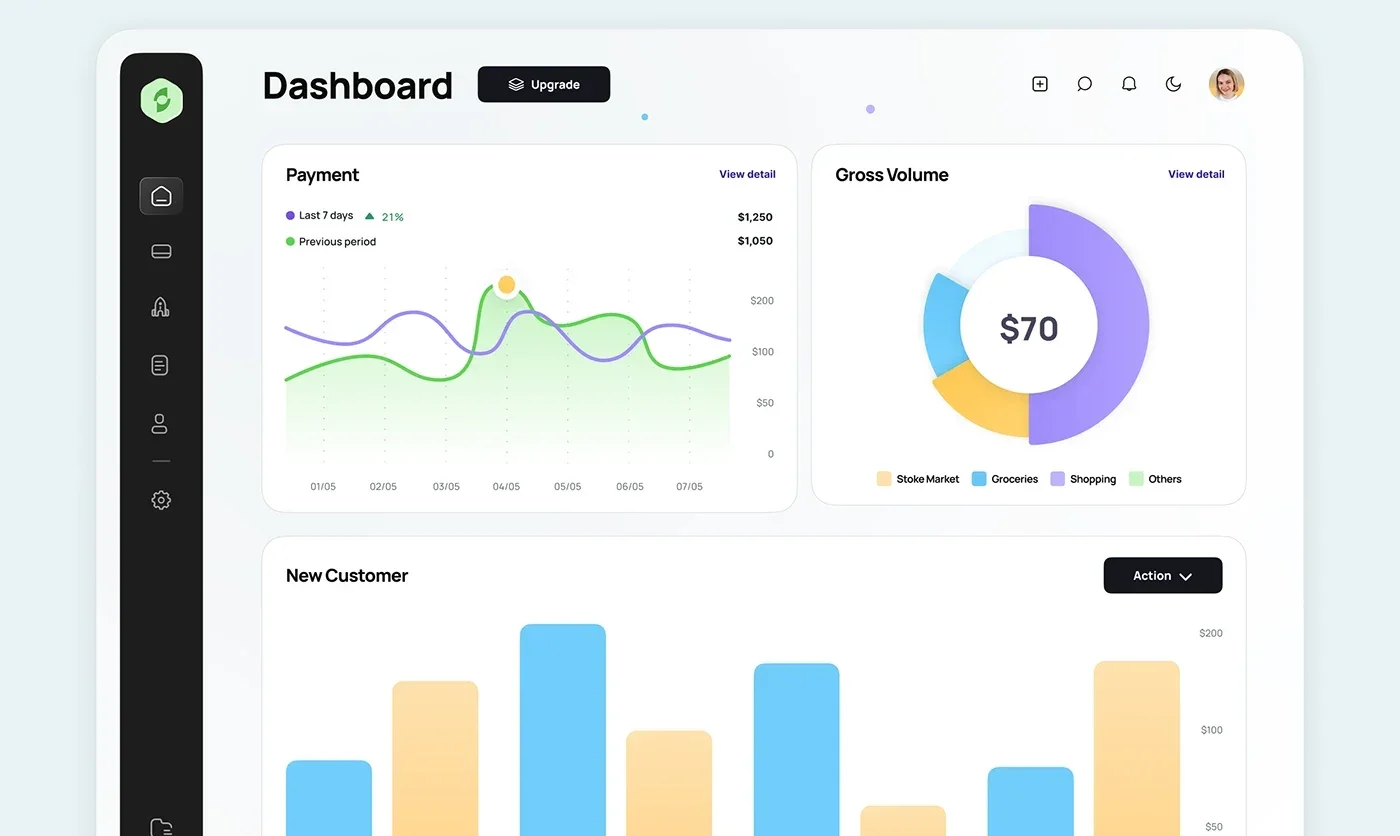 Dashboard
Upgrade
Payment
View detail
Last 7 days
21%
$1,250
Previous period
$1,050
$200
$100
$50
0
01/05
02/05
03/05
04/05
05/05
06/05
07/05
Gross Volume
View detail
$70
Stoke Market
Groceries
Shopping
Others
New Customer
Action
$200
$100
$50